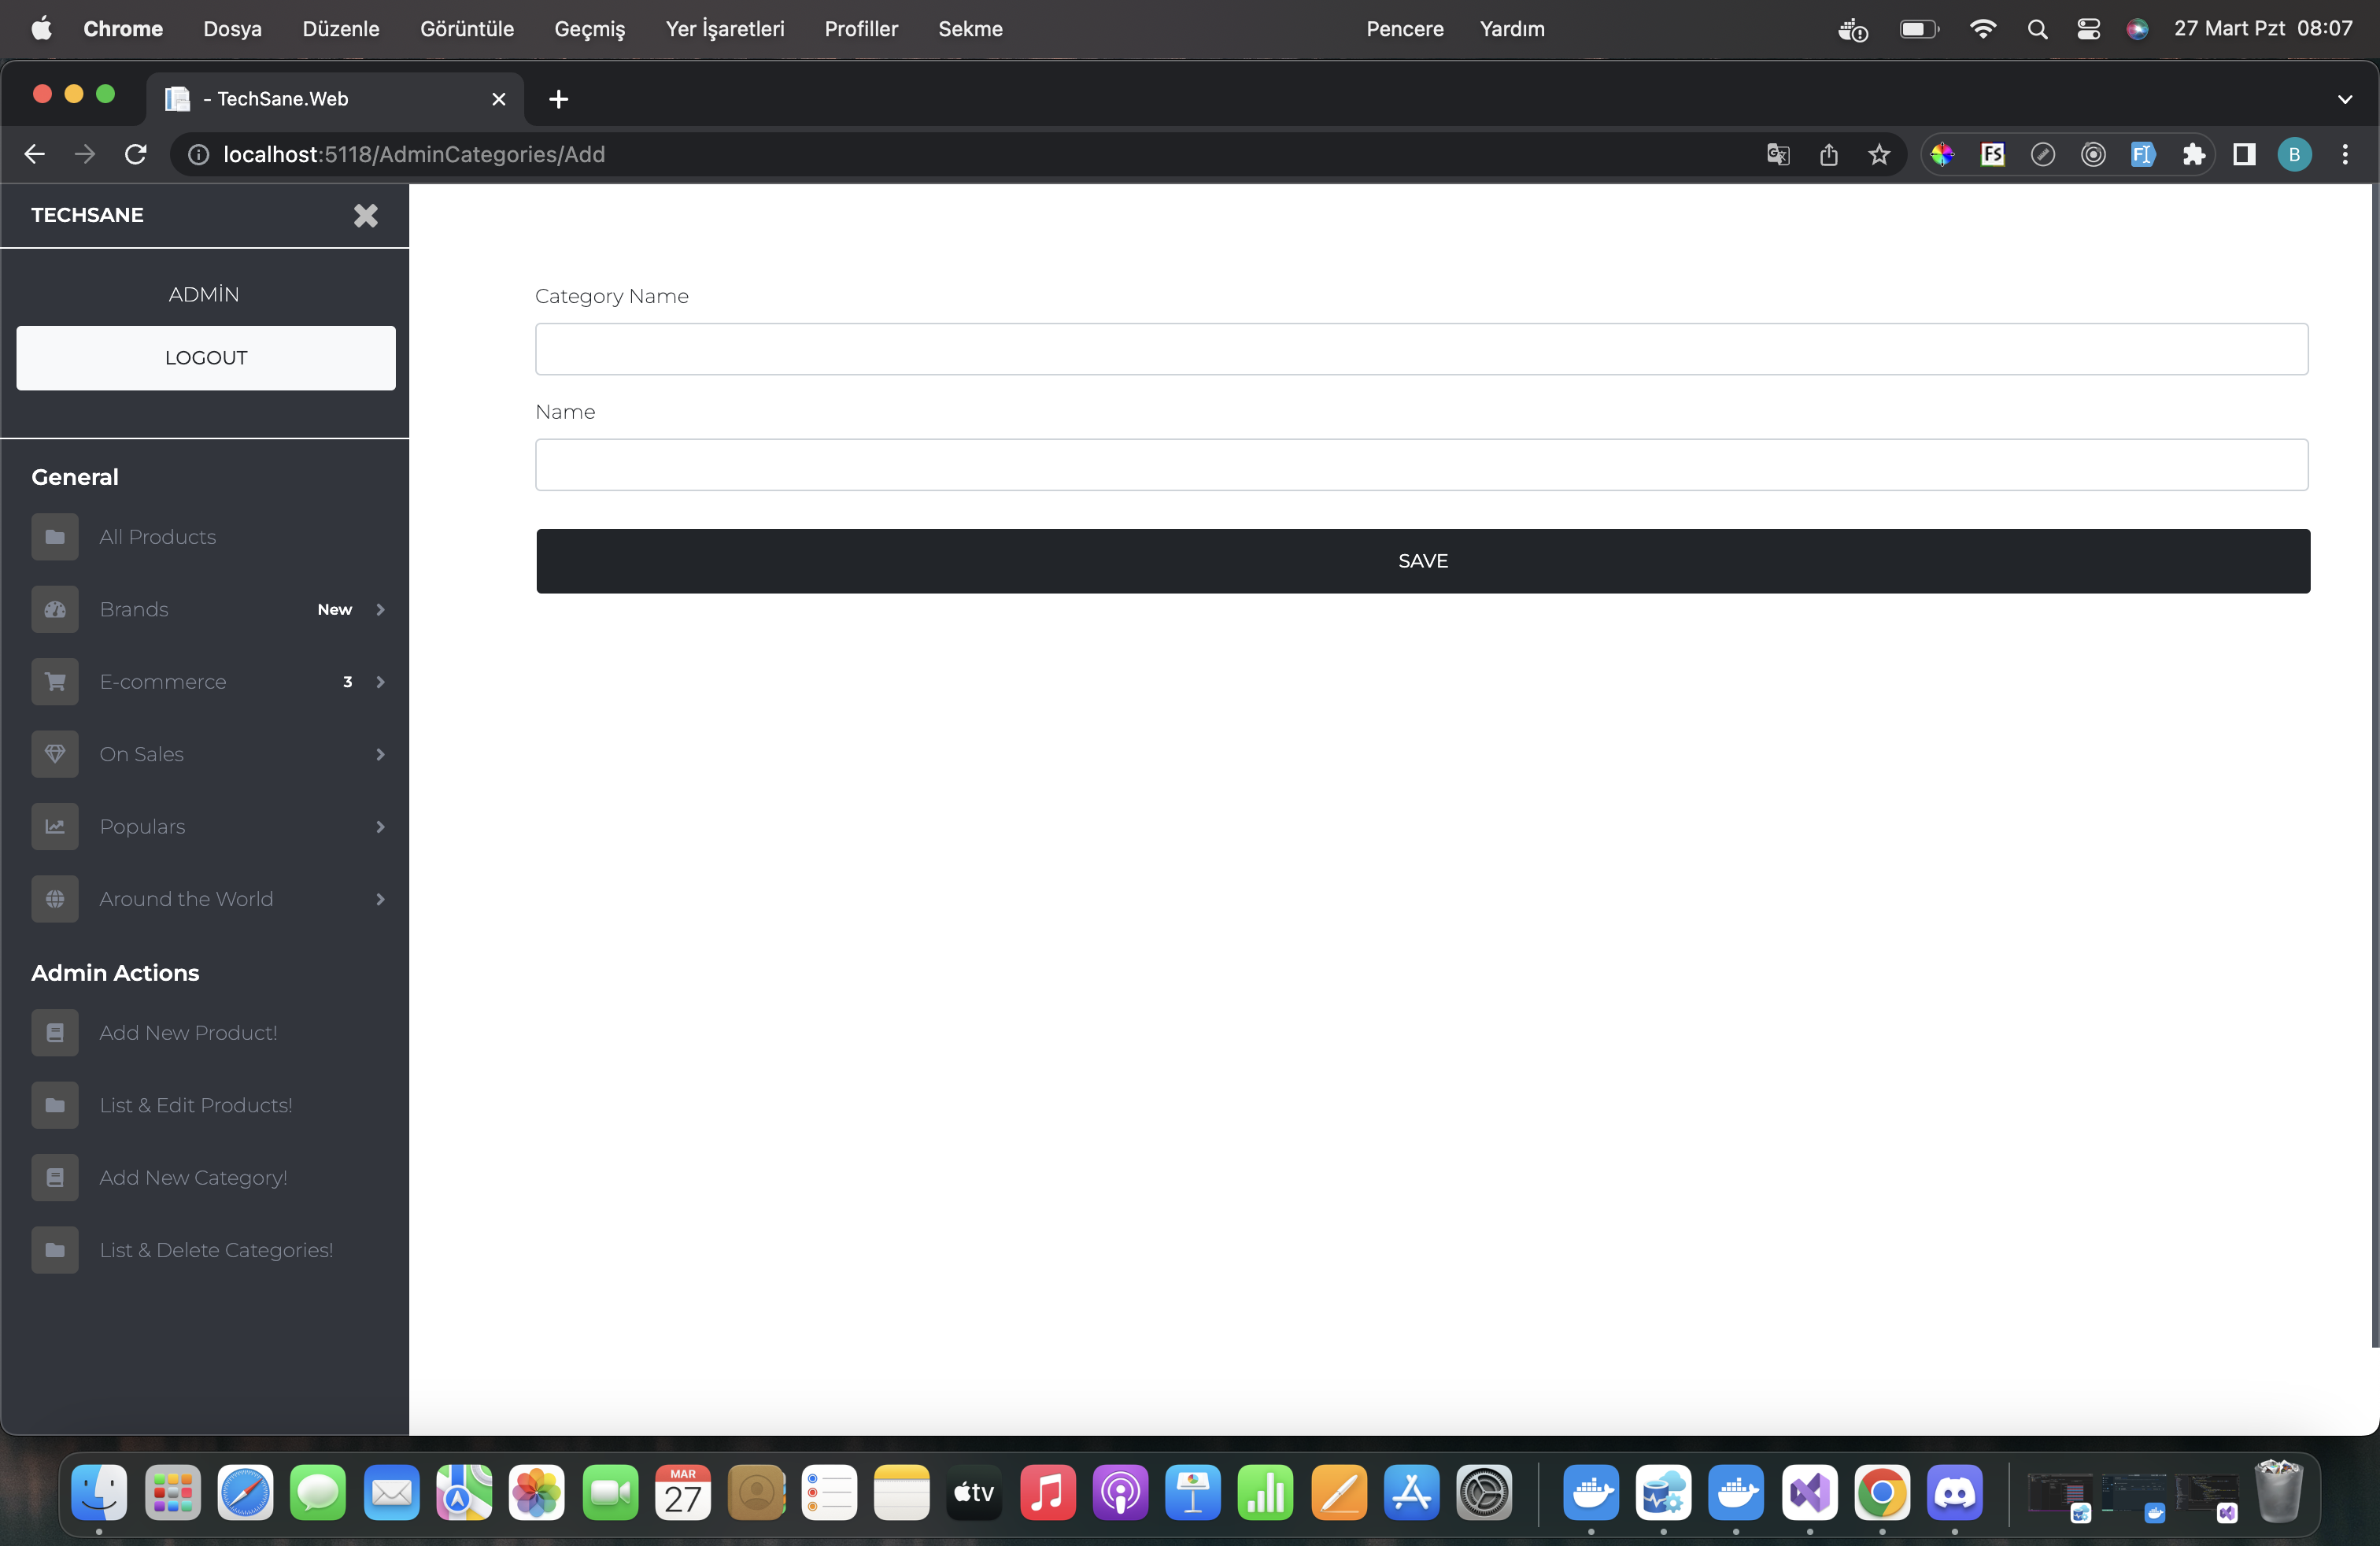 Chrome Dosya Düzenle Görüntüle Geçmiş Yer İşaretleri Profiller Sekme Pencere Yardım 27 Mart Pzt 08:07
- TechSane.Web
localhost:5118/AdminCategories/Add
FS
B
TECHSANE
ADMİN
LOGOUT
General
All Products
Brands New
E-commerce 3
On Sales
Populars
Around the World
Admin Actions
Add New Product!
List & Edit Products!
Add New Category!
List & Delete Categories!
Category Name
Name
SAVE
MAR
27
tv